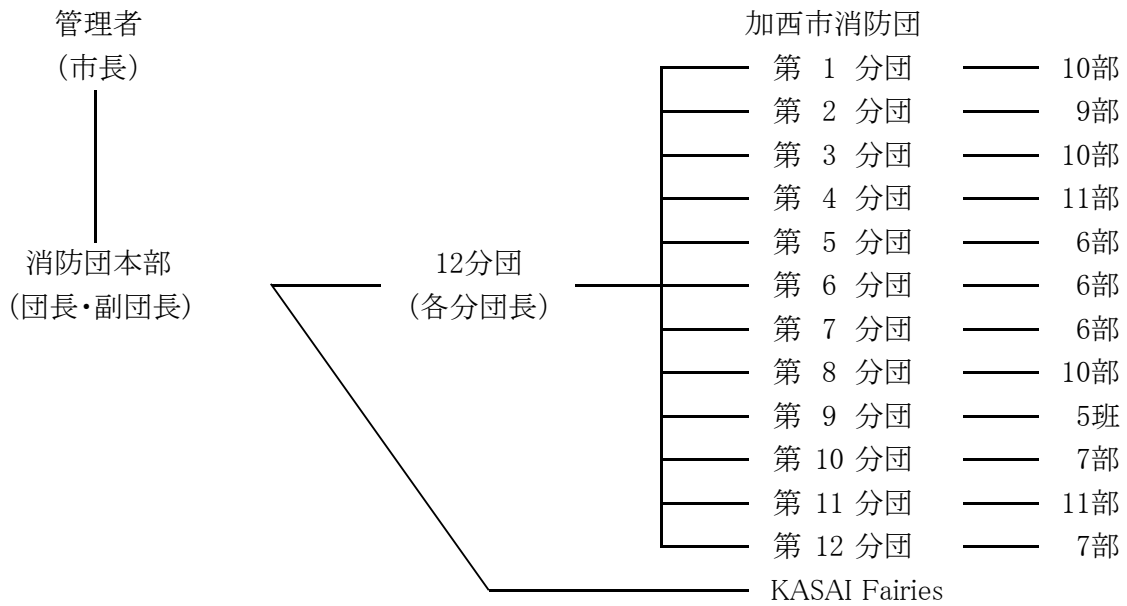 管理者
(市長)
消防団本部
(団長・副団長)
12分団
(各分団長)
加西市消防団
第 1 分団 10部
第 2 分団 9部
第 3 分団 10部
第 4 分団 11部
第 5 分団 6部
第 6 分団 6部
第 7 分団 6部
第 8 分団 10部
第 9 分団 5班
第 10 分団 7部
第 11 分団 11部
第 12 分団 7部
KASAI Fairies